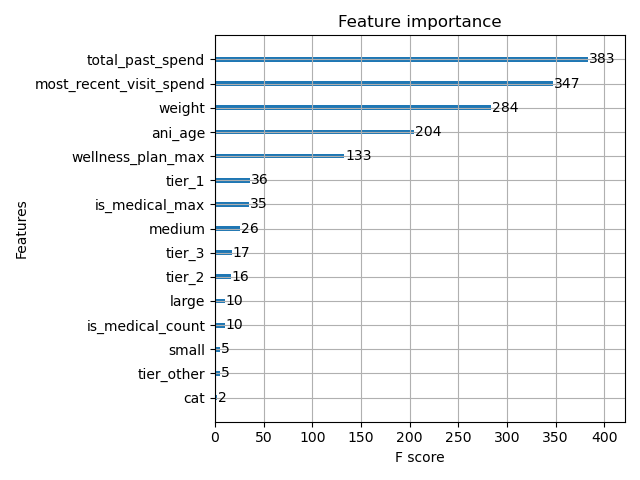 Feature importance
total_past_spend 383
most_recent_visit_spend 347
weight 284
ani_age 204
wellness_plan_max 133
tier_1 36
is_medical_max 35
medium 26
tier_3 17
tier_2 16
large 10
is_medical_count 10
small 5
tier_other 5
cat 2
Features
0 50 100 150 200 250 300 350 400
F score